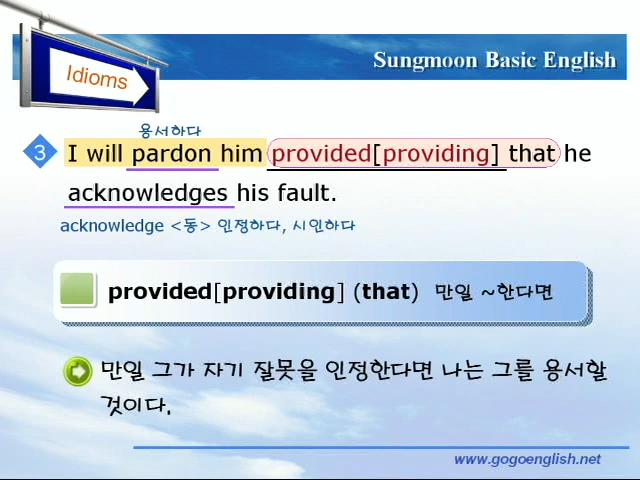 Idioms
Sungmoon Basic English
용서하다
3 I will pardon him provided[providing] that he
acknowledges his fault.
acknowledge <동> 인정하다, 시인하다
provided[providing] (that) 만일 ~한다면
만일 그가 자기 잘못을 인정한다면 나는 그를 용서할
것이다.
www.gogoenglish.net